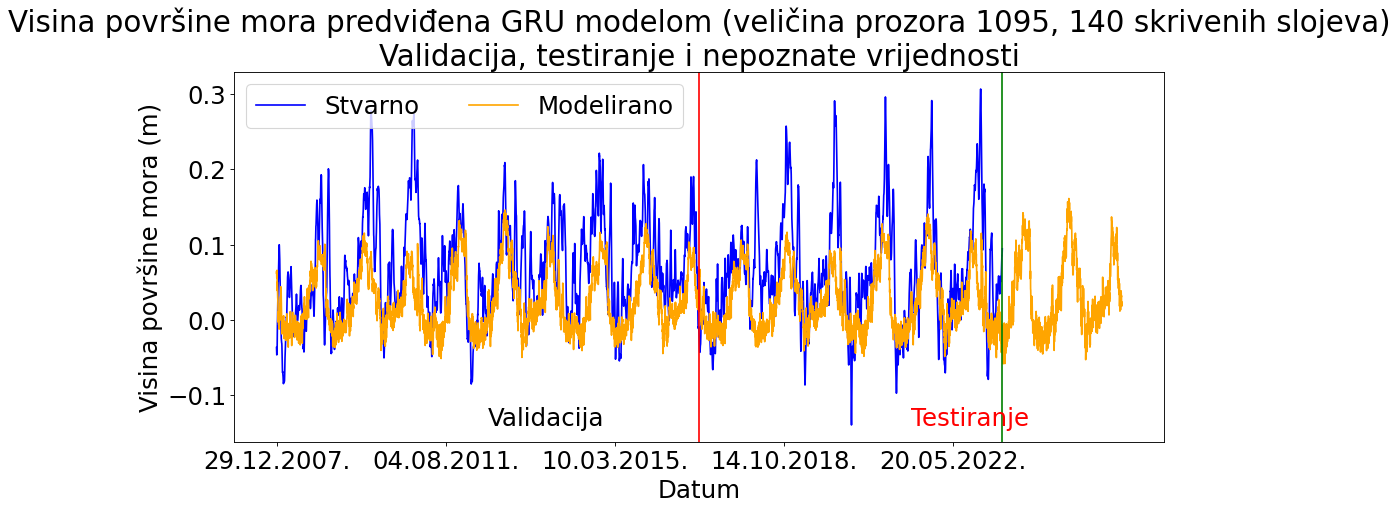 Visina površine mora predviđena GRU modelom (veličina prozora 1095, 140 skrivenih slojeva)
Validacija, testiranje i nepoznate vrijednosti
Stvarno
Modelirano
Visina površine mora (m)
0.3
0.2
0.1
0.0
−0.1
Validacija
Testiranje
29.12.2007.
04.08.2011.
10.03.2015.
14.10.2018.
20.05.2022.
Datum